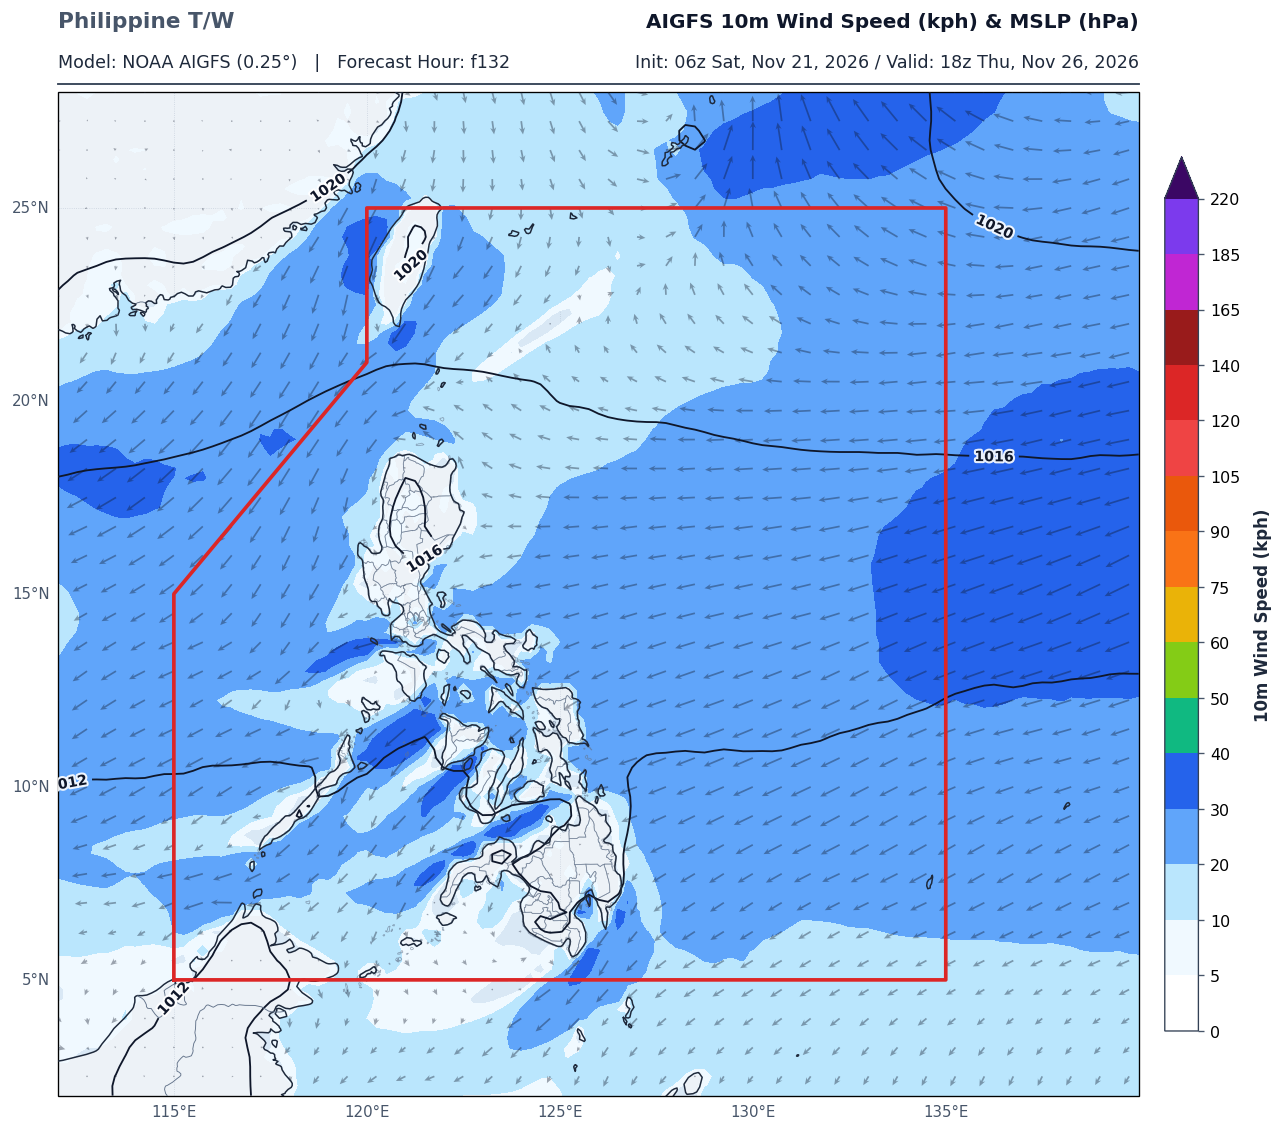 Philippine T/W
AIGFS 10m Wind Speed (kph) & MSLP (hPa)
Model: NOAA AIGFS (0.25°) | Forecast Hour: f132
Init: 06z Sat, Nov 21, 2026 / Valid: 18z Thu, Nov 26, 2026
1020
1020
1020
1016
1016
012
1012
25°N
20°N
15°N
10°N
5°N
115°E
120°E
125°E
130°E
135°E
220
185
165
140
120
105
90
75
60
50
40
30
20
10
5
0
10m Wind Speed (kph)